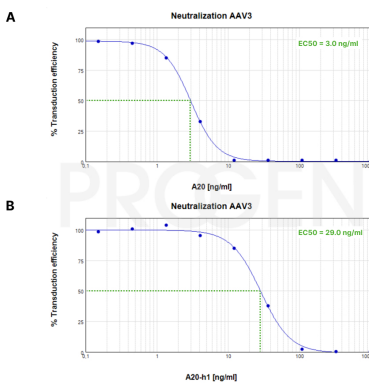 A
Neutralization AAV3
EC50 = 3.0 ng/ml
% Transduction efficiency
100
75
50
25
0
0.1 1 10 100 100
A20 [ng/ml]
PROGEN
B
Neutralization AAV3
EC50 = 29.0 ng/ml
% Transduction efficiency
100
75
50
25
0
0.1 1 10 100 100
A20-h1 [ng/ml]